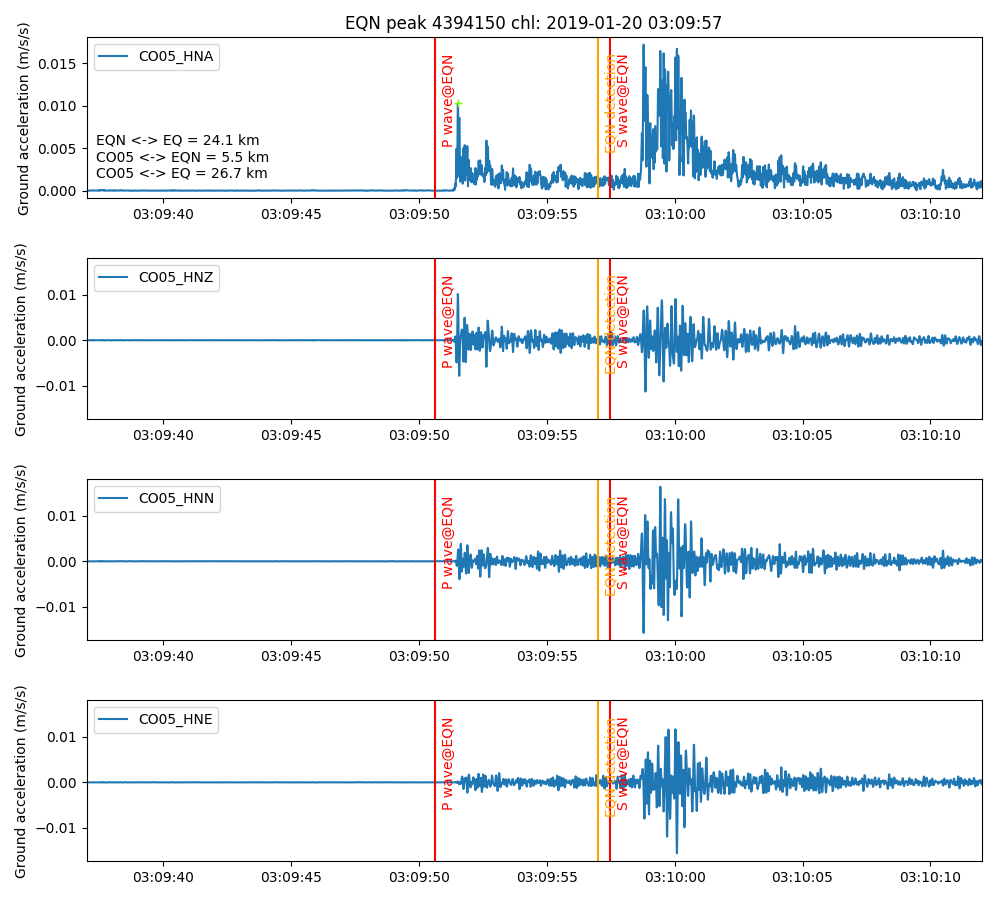 EQN peak 4394150 chl: 2019-01-20 03:09:57
Ground acceleration (m/s/s)
0.015
0.010
0.005
0.000
CO05_HNA
EQN <-> EQ = 24.1 km
CO05 <-> EQN = 5.5 km
CO05 <-> EQ = 26.7 km
P wave@EQN
EQN detection
S wave@EQN
03:09:40 03:09:45 03:09:50 03:09:55 03:10:00 03:10:05 03:10:10
Ground acceleration (m/s/s)
0.01
0.00
−0.01
CO05_HNZ
P wave@EQN
EQN detection
S wave@EQN
03:09:40 03:09:45 03:09:50 03:09:55 03:10:00 03:10:05 03:10:10
Ground acceleration (m/s/s)
0.01
0.00
−0.01
CO05_HNN
P wave@EQN
EQN detection
S wave@EQN
03:09:40 03:09:45 03:09:50 03:09:55 03:10:00 03:10:05 03:10:10
Ground acceleration (m/s/s)
0.01
0.00
−0.01
CO05_HNE
P wave@EQN
EQN detection
S wave@EQN
03:09:40 03:09:45 03:09:50 03:09:55 03:10:00 03:10:05 03:10:10